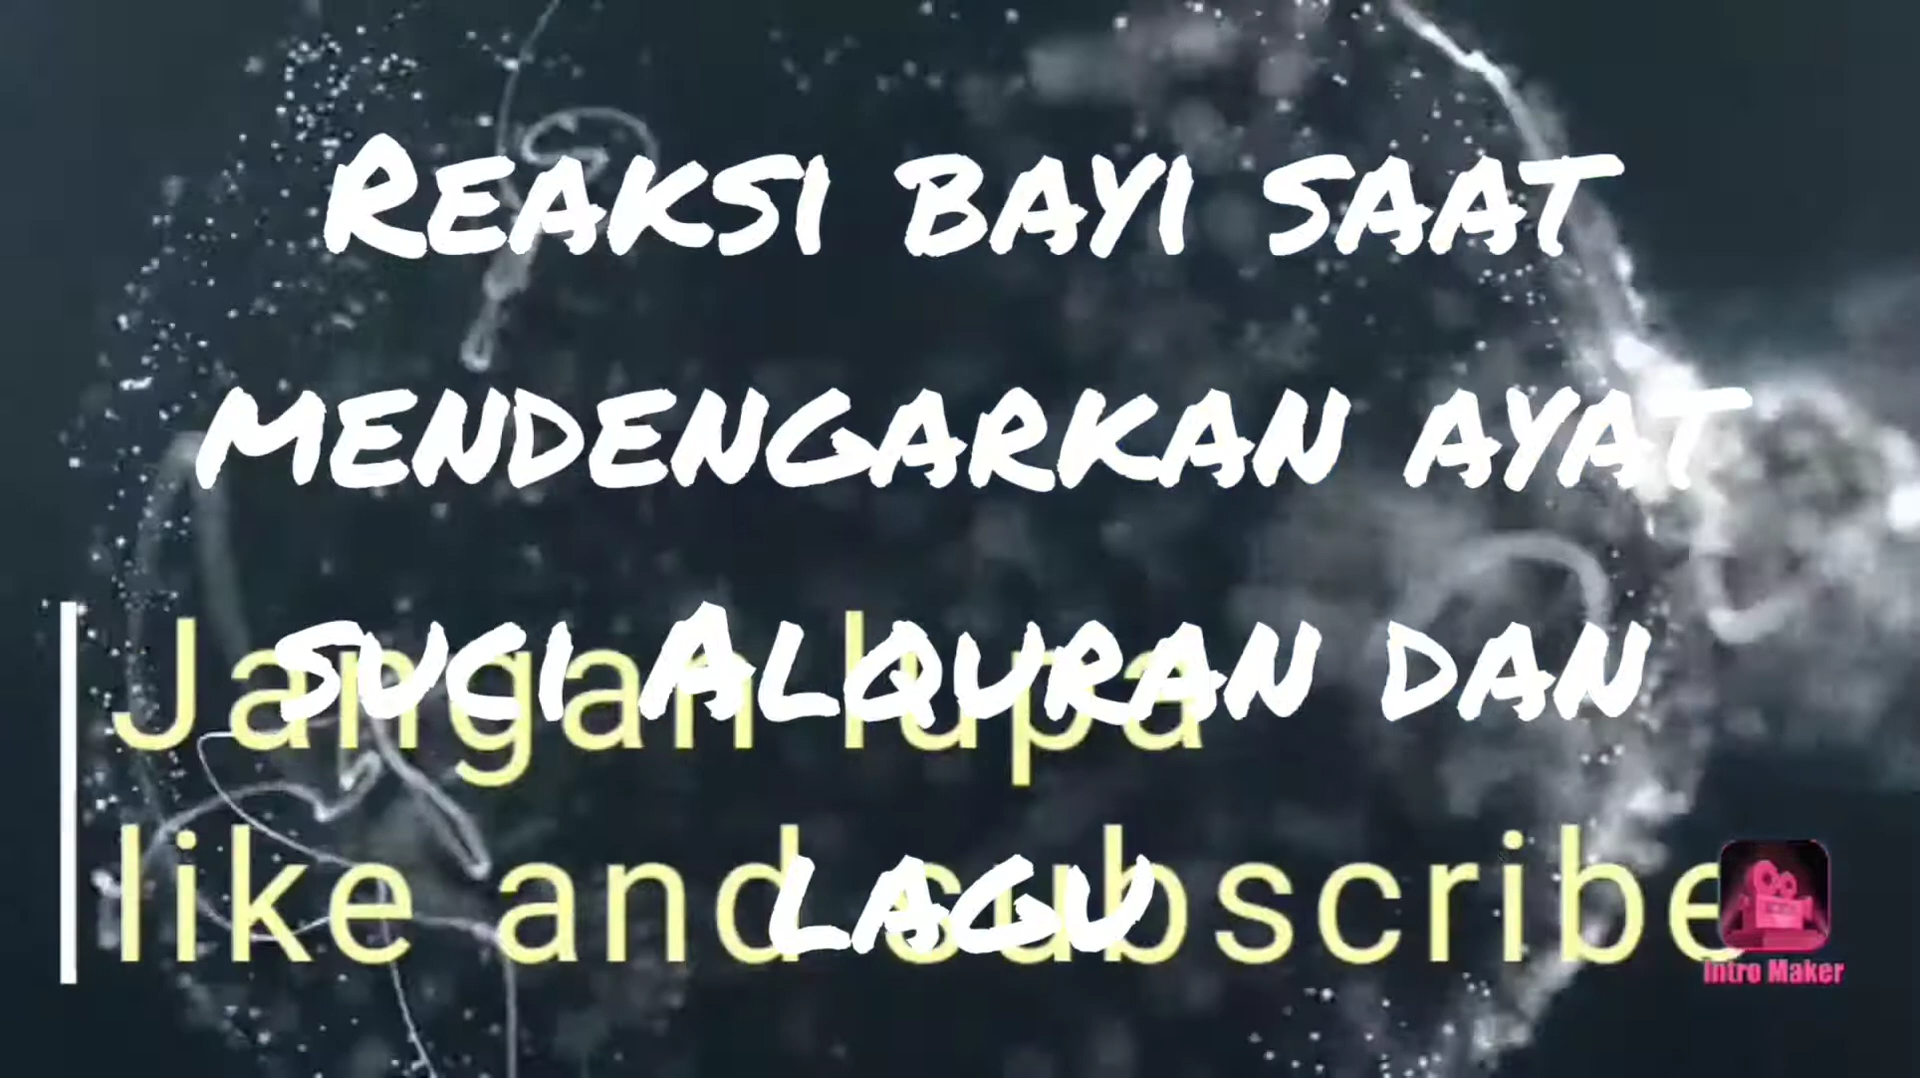 REAKSI BAYI SAAT
MENDENGARKAN AYAT
SUCI ALQURAN DAN
LAGU
Jangan lupa
like and subscribe
Intro Maker